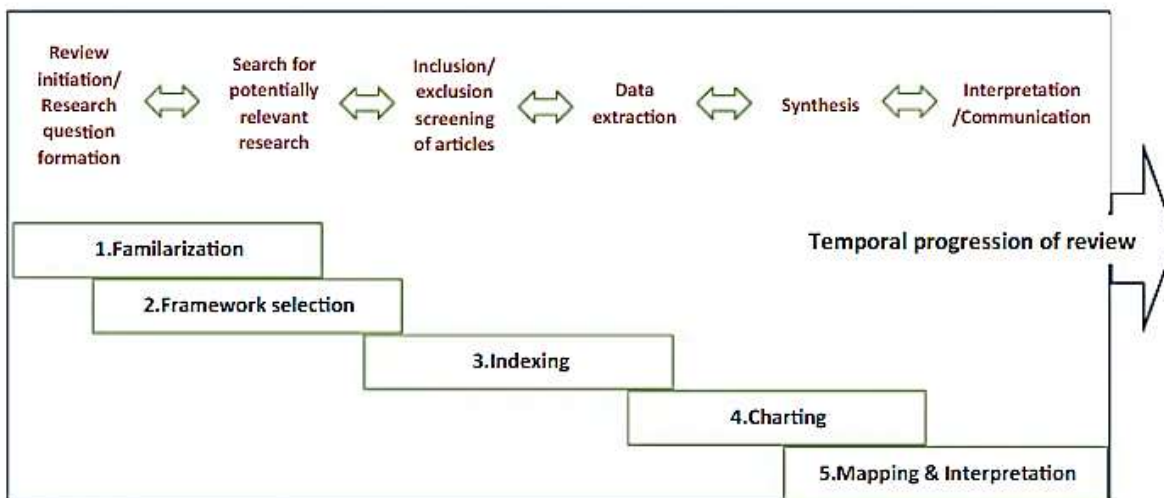 Review
initiation/
Research
question
formation
Search for
potentially
relevant
research
Inclusion/
exclusion
screening
of articles
Data
extraction
Synthesis
Interpretation
/Communication
1.Familarization
Temporal progression of review
2.Framework selection
3.Indexing
4.Charting
5.Mapping & Interpretation